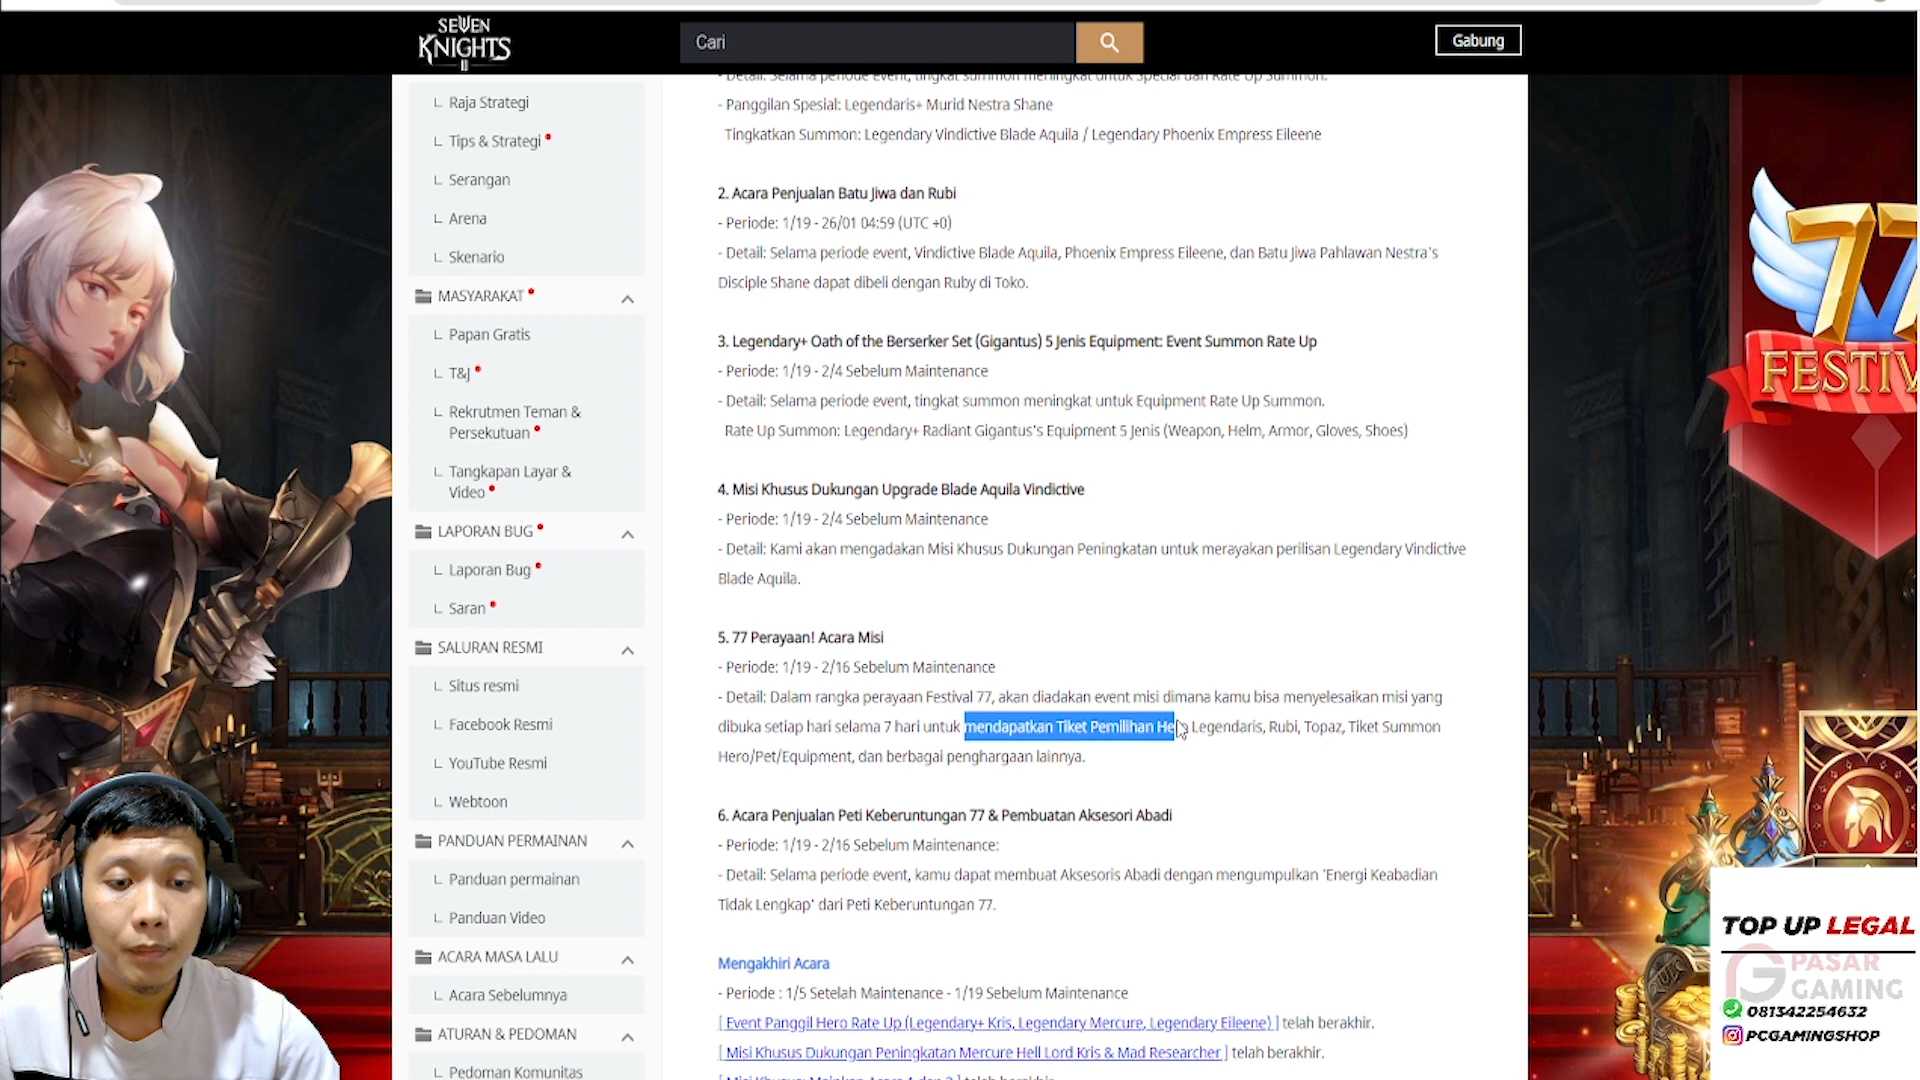 SEVEN
KNIGHTS
II
Cari
Gabung
Raja Strategi
Tips & Strategi
Serangan
Arena
Skenario
MASYARAKAT
Papan Gratis
T&J
Rekrutmen Teman &
Persekutuan
Tangkapan Layar &
Video
LAPORAN BUG
Laporan Bug
Saran
SALURAN RESMI
Situs resmi
Facebook Resmi
YouTube Resmi
Webtoon
PANDUAN PERMAINAN
Panduan permainan
Panduan Video
ACARA MASA LALU
Acara Sebelumnya
ATURAN & PEDOMAN
Pedoman Komunitas
- Detail: Selama periode event, tingkat summon meningkat untuk Special dan Rate Up Summon.
- Panggilan Spesial: Legendaris+ Murid Nestra Shane
Tingkatkan Summon: Legendary Vindictive Blade Aquila / Legendary Phoenix Empress Eileene
2. Acara Penjualan Batu Jiwa dan Rubi
- Periode: 1/19 - 26/01 04:59 (UTC +0)
- Detail: Selama periode event, Vindictive Blade Aquila, Phoenix Empress Eileene, dan Batu Jiwa Pahlawan Nestra's
Disciple Shane dapat dibeli dengan Ruby di Toko.
3. Legendary+ Oath of the Berserker Set (Gigantus) 5 Jenis Equipment: Event Summon Rate Up
- Periode: 1/19 - 2/4 Sebelum Maintenance
- Detail: Selama periode event, tingkat summon meningkat untuk Equipment Rate Up Summon.
Rate Up Summon: Legendary+ Radiant Gigantus's Equipment 5 Jenis (Weapon, Helm, Armor, Gloves, Shoes)
4. Misi Khusus Dukungan Upgrade Blade Aquila Vindictive
- Periode: 1/19 - 2/4 Sebelum Maintenance
- Detail: Kami akan mengadakan Misi Khusus Dukungan Peningkatan untuk merayakan perilisan Legendary Vindictive
Blade Aquila.
5. 77 Perayaan! Acara Misi
- Periode: 1/19 - 2/16 Sebelum Maintenance
- Detail: Dalam rangka perayaan Festival 77, akan diadakan event misi dimana kamu bisa menyelesaikan misi yang
dibuka setiap hari selama 7 hari untuk mendapatkan Tiket Pemilihan He Legendaris, Rubi, Topaz, Tiket Summon
Hero/Pet/Equipment, dan berbagai penghargaan lainnya.
6. Acara Penjualan Peti Keberuntungan 77 & Pembuatan Aksesori Abadi
- Periode: 1/19 - 2/16 Sebelum Maintenance:
- Detail: Selama periode event, kamu dapat membuat Aksesoris Abadi dengan mengumpulkan 'Energi Keabadian
Tidak Lengkap' dari Peti Keberuntungan 77.
Mengakhiri Acara
- Periode : 1/5 Setelah Maintenance - 1/19 Sebelum Maintenance
[ Event Panggil Hero Rate Up (Legendary+ Kris, Legendary Mercure, Legendary Eileene) ] telah berakhir.
[ Misi Khusus Dukungan Peningkatan Mercure Hell Lord Kris & Mad Researcher ] telah berakhir.
77
FESTIV
TOP UP LEGAL
PASAR
GAMING
081342254632
PCGAMINGSHOP